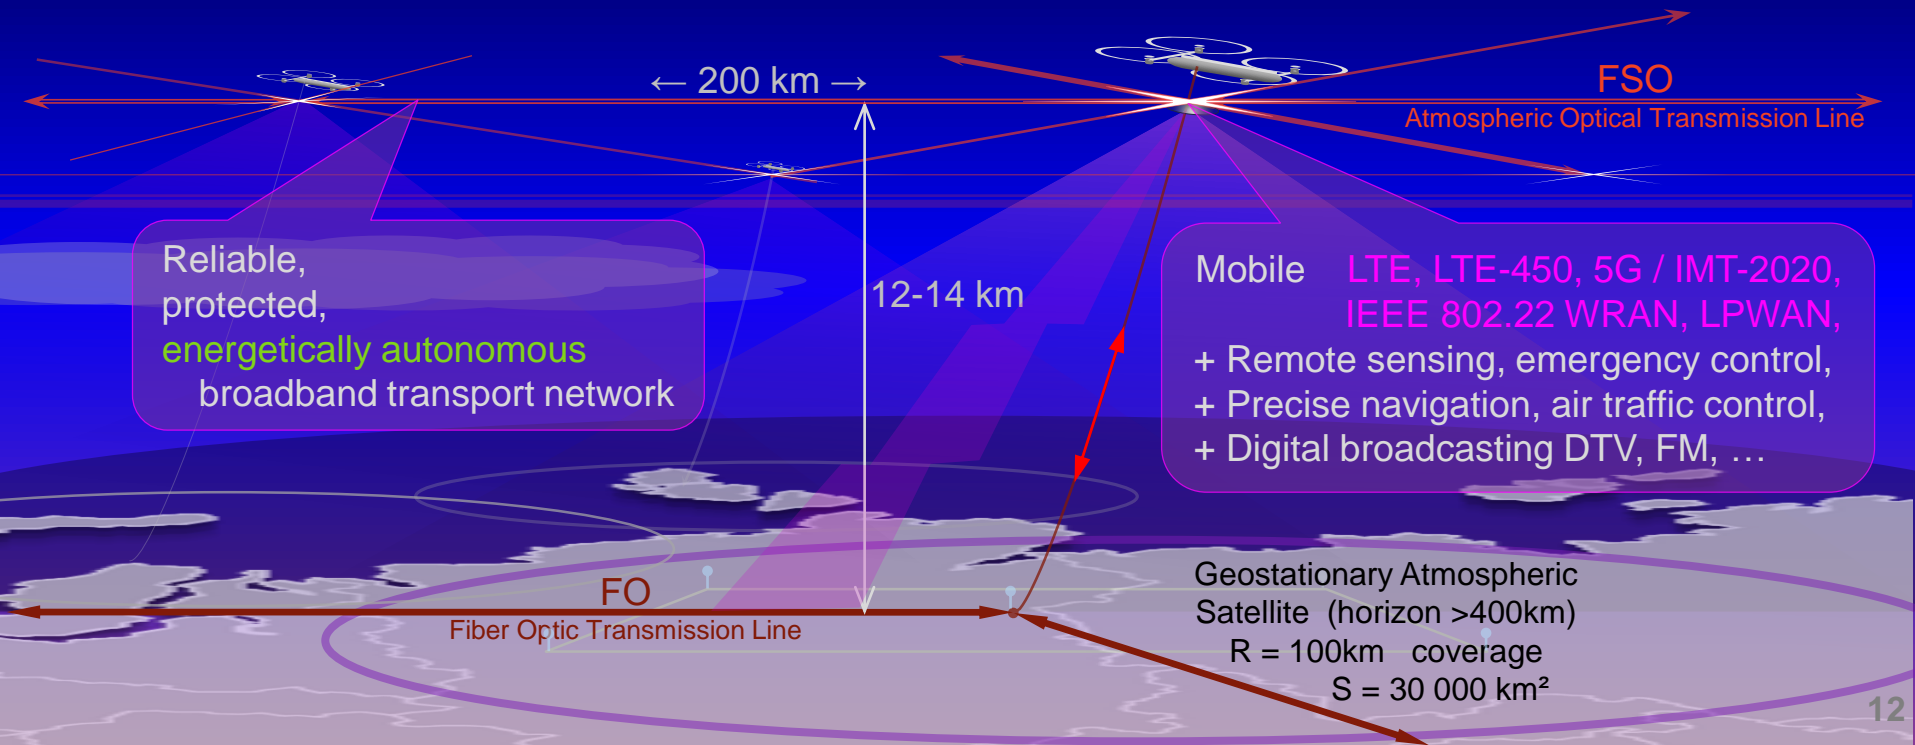 ← 200 km →
FSO
Atmospheric Optical Transmission Line
Reliable,
protected,
energetically autonomous
broadband transport network
12-14 km
Mobile LTE, LTE-450, 5G / IMT-2020,
IEEE 802.22 WRAN, LPWAN,
+ Remote sensing, emergency control,
+ Precise navigation, air traffic control,
+ Digital broadcasting DTV, FM, …
FO
Fiber Optic Transmission Line
Geostationary Atmospheric
Satellite (horizon >400km)
R = 100km coverage
S = 30 000 km²
12